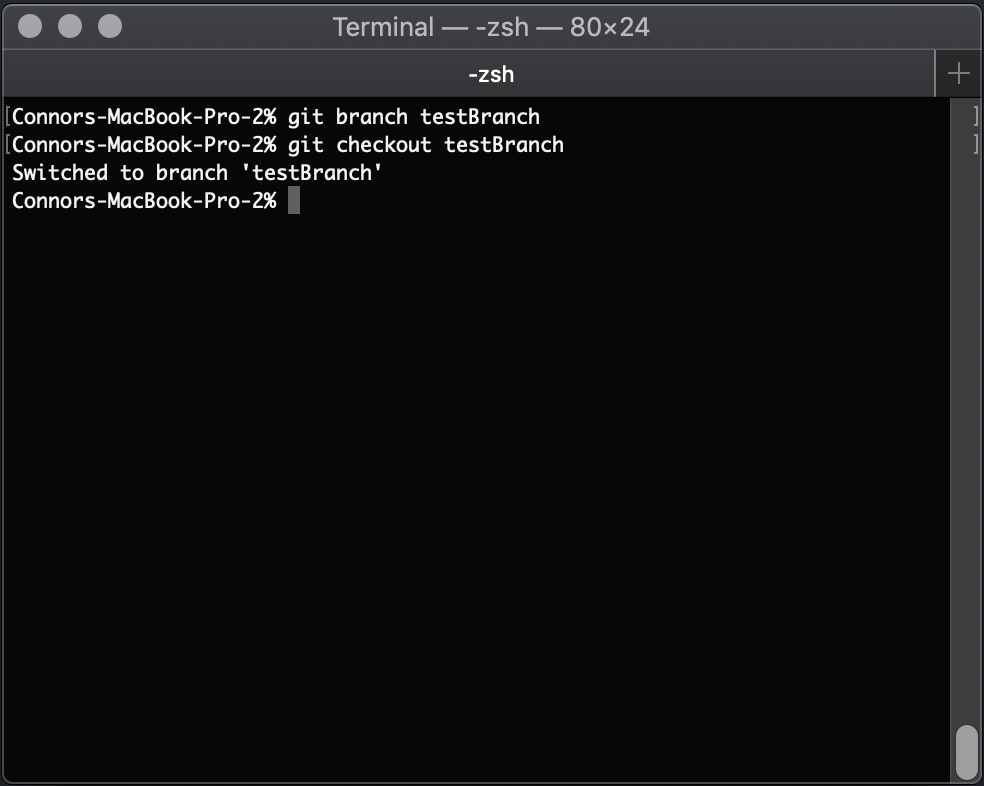 Terminal — -zsh — 80×24
-zsh
[Connors-MacBook-Pro-2% git branch testBranch ]
[Connors-MacBook-Pro-2% git checkout testBranch ]
Switched to branch 'testBranch'
Connors-MacBook-Pro-2%